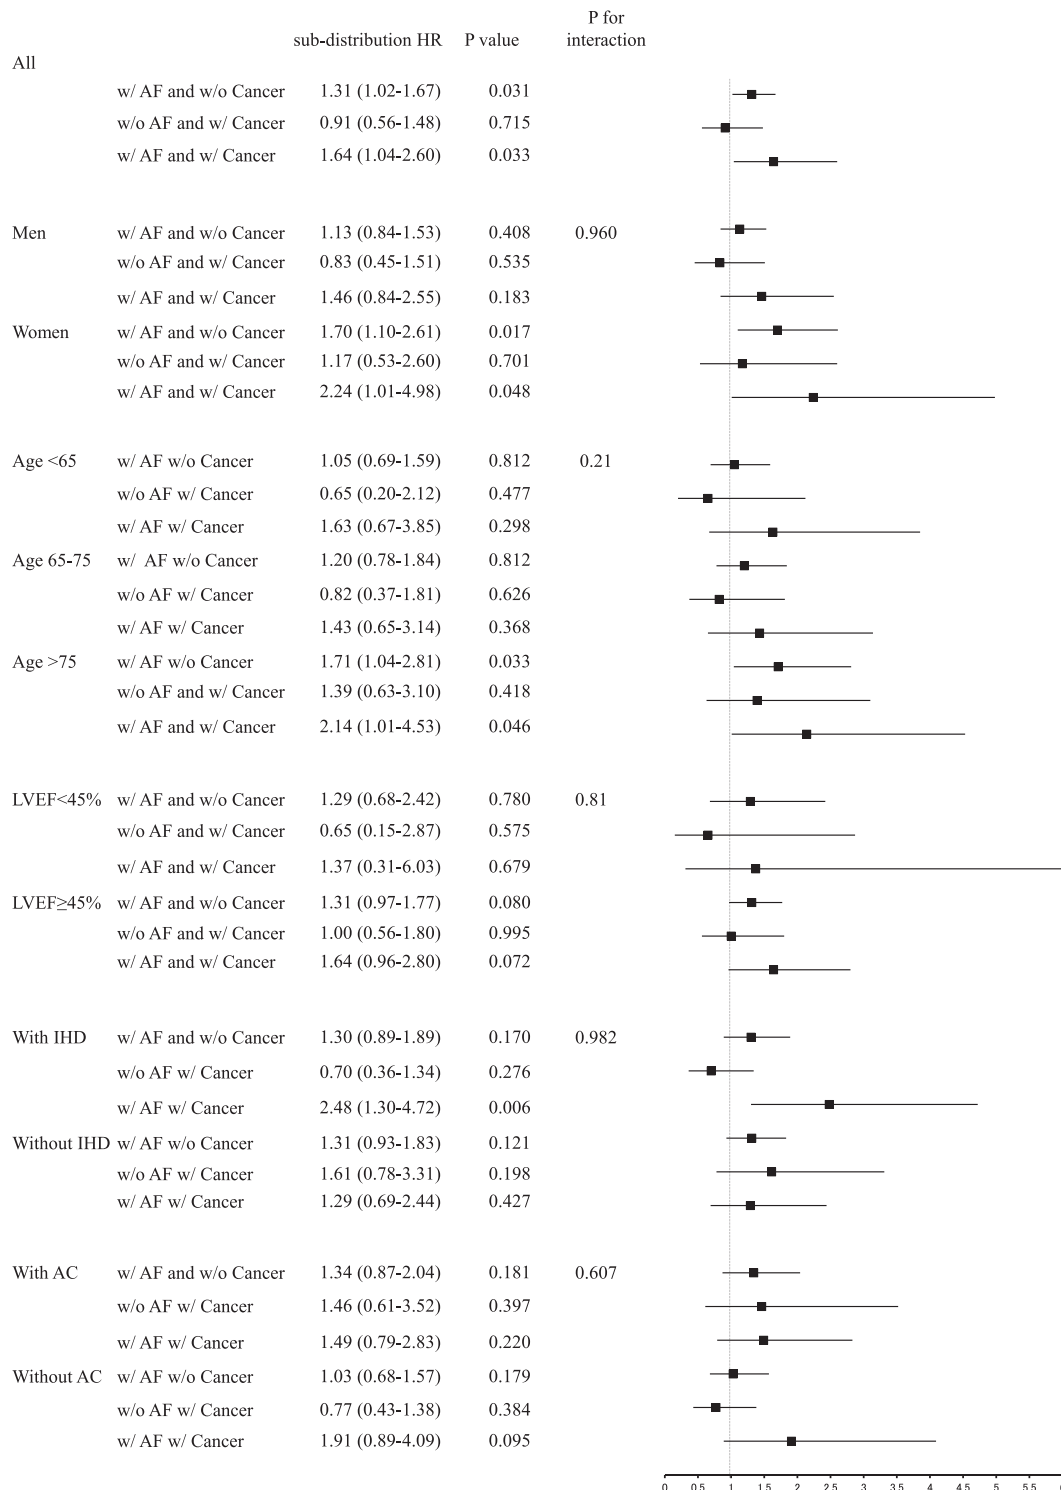 P for
sub-distribution HR P value interaction
All
w/ AF and w/o Cancer 1.31 (1.02-1.67) 0.031
w/o AF and w/ Cancer 0.91 (0.56-1.48) 0.715
w/ AF and w/ Cancer 1.64 (1.04-2.60) 0.033
Men w/ AF and w/o Cancer 1.13 (0.84-1.53) 0.408 0.960
w/o AF and w/ Cancer 0.83 (0.45-1.51) 0.535
w/ AF and w/ Cancer 1.46 (0.84-2.55) 0.183
Women w/ AF and w/o Cancer 1.70 (1.10-2.61) 0.017
w/o AF and w/ Cancer 1.17 (0.53-2.60) 0.701
w/ AF and w/ Cancer 2.24 (1.01-4.98) 0.048
Age <65 w/ AF w/o Cancer 1.05 (0.69-1.59) 0.812 0.21
w/o AF w/ Cancer 0.65 (0.20-2.12) 0.477
w/ AF w/ Cancer 1.63 (0.67-3.85) 0.298
Age 65-75 w/ AF w/o Cancer 1.20 (0.78-1.84) 0.812
w/o AF w/ Cancer 0.82 (0.37-1.81) 0.626
w/ AF w/ Cancer 1.43 (0.65-3.14) 0.368
Age >75 w/ AF w/o Cancer 1.71 (1.04-2.81) 0.033
w/o AF and w/ Cancer 1.39 (0.63-3.10) 0.418
w/ AF and w/ Cancer 2.14 (1.01-4.53) 0.046
LVEF<45% w/ AF and w/o Cancer 1.29 (0.68-2.42) 0.780 0.81
w/o AF and w/ Cancer 0.65 (0.15-2.87) 0.575
w/ AF and w/ Cancer 1.37 (0.31-6.03) 0.679
LVEF≥45% w/ AF and w/o Cancer 1.31 (0.97-1.77) 0.080
w/o AF and w/ Cancer 1.00 (0.56-1.80) 0.995
w/ AF and w/ Cancer 1.64 (0.96-2.80) 0.072
With IHD w/ AF and w/o Cancer 1.30 (0.89-1.89) 0.170 0.982
w/o AF w/ Cancer 0.70 (0.36-1.34) 0.276
w/ AF w/ Cancer 2.48 (1.30-4.72) 0.006
Without IHD w/ AF w/o Cancer 1.31 (0.93-1.83) 0.121
w/o AF w/ Cancer 1.61 (0.78-3.31) 0.198
w/ AF w/ Cancer 1.29 (0.69-2.44) 0.427
With AC w/ AF and w/o Cancer 1.34 (0.87-2.04) 0.181 0.607
w/o AF w/ Cancer 1.46 (0.61-3.52) 0.397
w/ AF w/ Cancer 1.49 (0.79-2.83) 0.220
Without AC w/ AF w/o Cancer 1.03 (0.68-1.57) 0.179
w/o AF w/ Cancer 0.77 (0.43-1.38) 0.384
w/ AF w/ Cancer 1.91 (0.89-4.09) 0.095
0 0.5 1 1.5 2 2.5 3 3.5 4 4.5 5 5.5 6